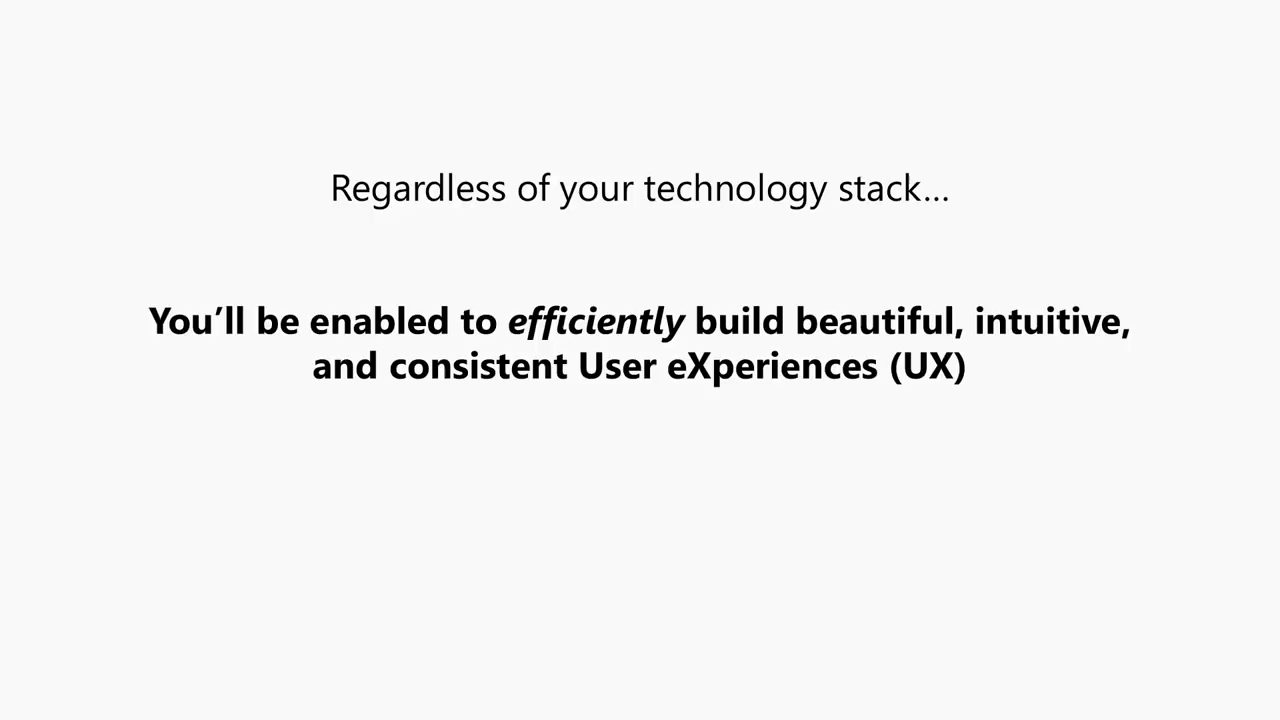 Regardless of your technology stack...
You’ll be enabled to efficiently build beautiful, intuitive,
and consistent User eXperiences (UX)